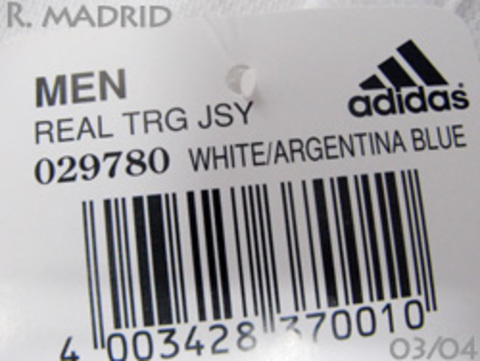 R. MADRID
MEN
adidas
REAL TRG JSY
029780 WHITE/ARGENTINA BLUE
4 003428 370010
03/04